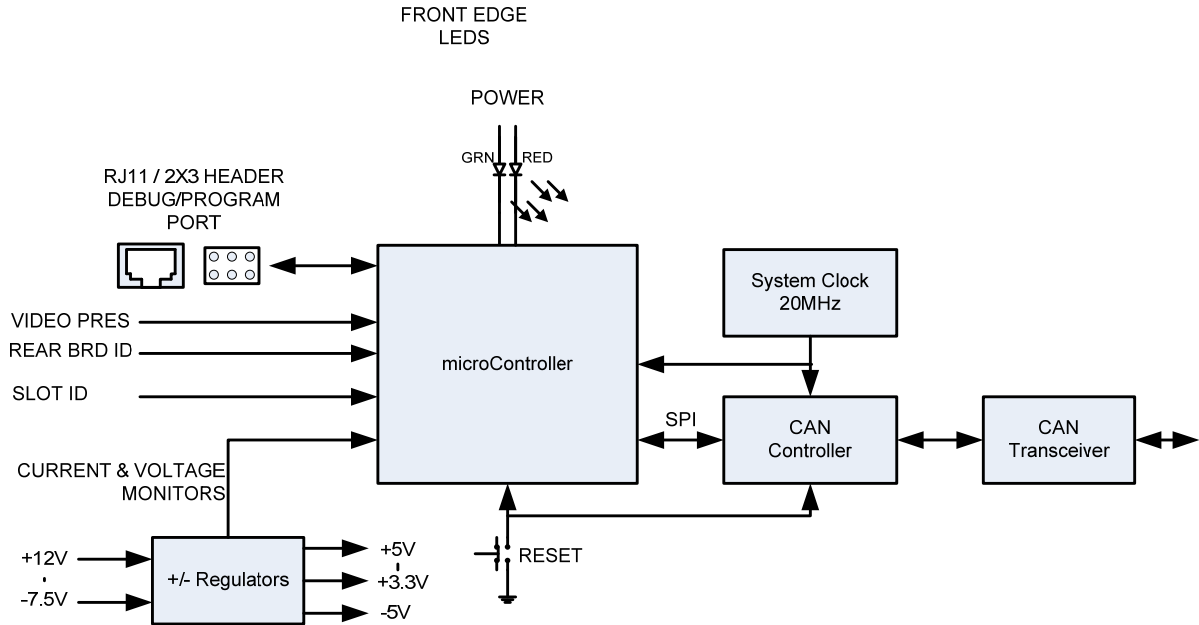 FRONT EDGE
LEDS
POWER
GRN
RED
RJ11 / 2X3 HEADER
DEBUG/PROGRAM
PORT
System Clock
20MHz
VIDEO PRES
REAR BRD ID
microController
SLOT ID
SPI
CAN
Controller
CAN
Transceiver
CURRENT & VOLTAGE
MONITORS
RESET
+12V
-7.5V
+/- Regulators
+5V
+3.3V
-5V